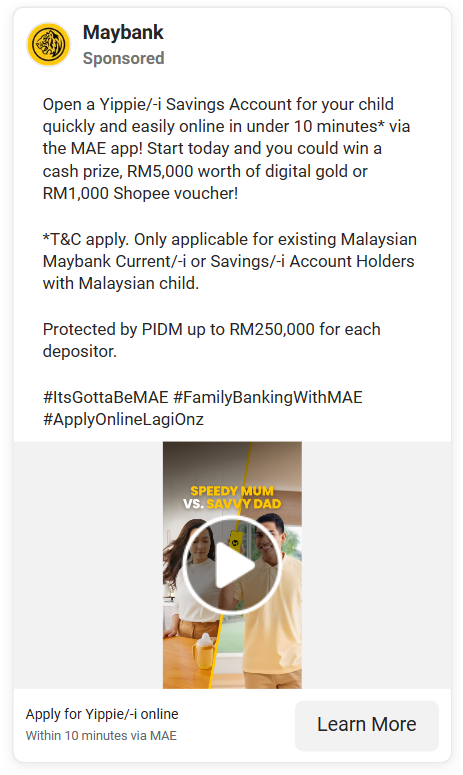 Maybank
Sponsored
Open a Yippie/-i Savings Account for your child
quickly and easily online in under 10 minutes* via
the MAE app! Start today and you could win a
cash prize, RM5,000 worth of digital gold or
RM1,000 Shopee voucher!
*T&C apply. Only applicable for existing Malaysian
Maybank Current/-i or Savings/-i Account Holders
with Malaysian child.
Protected by PIDM up to RM250,000 for each
depositor.
#ItsGottaBeMAE #FamilyBankingWithMAE
#ApplyOnlineLagiOnz
SPEEDY MUM
VS. SAVVY DAD
Apply for Yippie/-i online
Within 10 minutes via MAE
Learn More